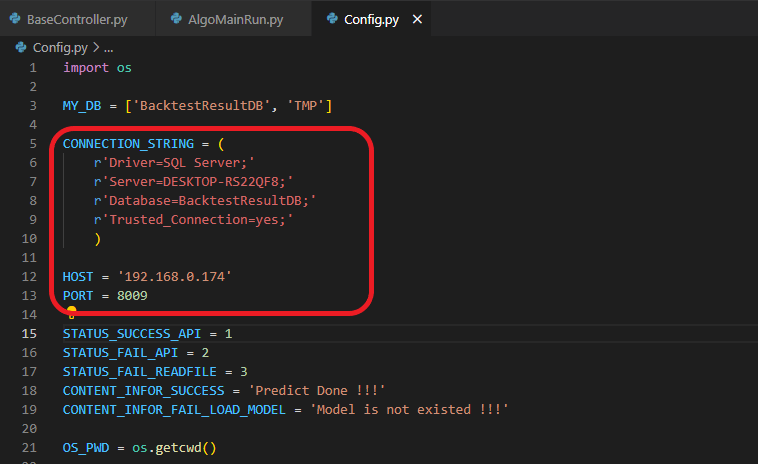 BaseController.py AlgoMainRun.py Config.py ✕
Config.py > ...
1 import os
2
3 MY_DB = ['BacktestResultDB', 'TMP']
4
5 CONNECTION_STRING = (
6 r'Driver=SQL Server;'
7 r'Server=DESKTOP-RS22QF8;'
8 r'Database=BacktestResultDB;'
9 r'Trusted_Connection=yes;'
10 )
11
12 HOST = '192.168.0.174'
13 PORT = 8009
14
15 STATUS_SUCCESS_API = 1
16 STATUS_FAIL_API = 2
17 STATUS_FAIL_READFILE = 3
18 CONTENT_INFOR_SUCCESS = 'Predict Done !!!'
19 CONTENT_INFOR_FAIL_LOAD_MODEL = 'Model is not existed !!!'
20
21 OS_PWD = os.getcwd()